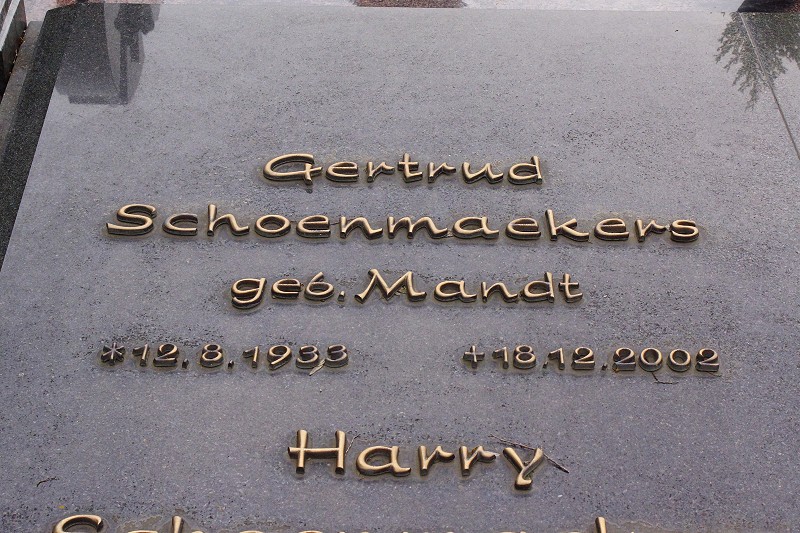 Gertrud
Schoenmaekers
geb. Mandt
* 12. 8. 1933 + 18.12.2002
Harry